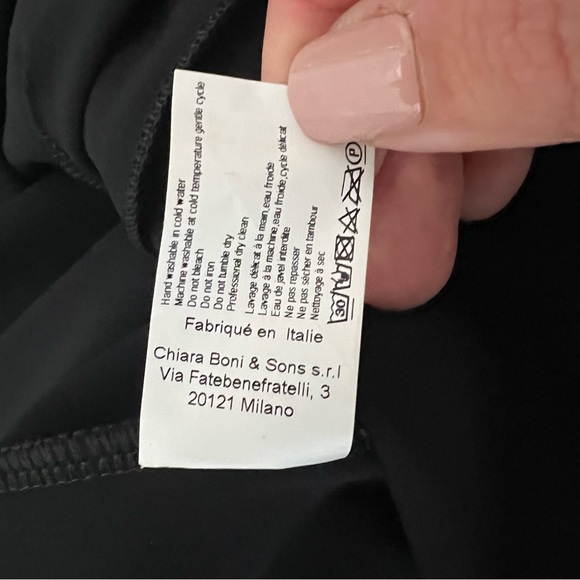 Hand washable in cold water
Machine washable at cold temperature gentle cycle
Do not bleach
Do not iron
Do not tumble dry
Professional dry clean
Lavage délicat à la main,eau froide
Lavage à la machine,eau froide,cycle délicat
Eau de javel interdite
Ne pas repasser
Ne pas sécher en tambour
Nettoyage à sec
30
P
Fabriqué en Italie
Chiara Boni & Sons s.r.l
Via Fatebenefratelli, 3
20121 Milano